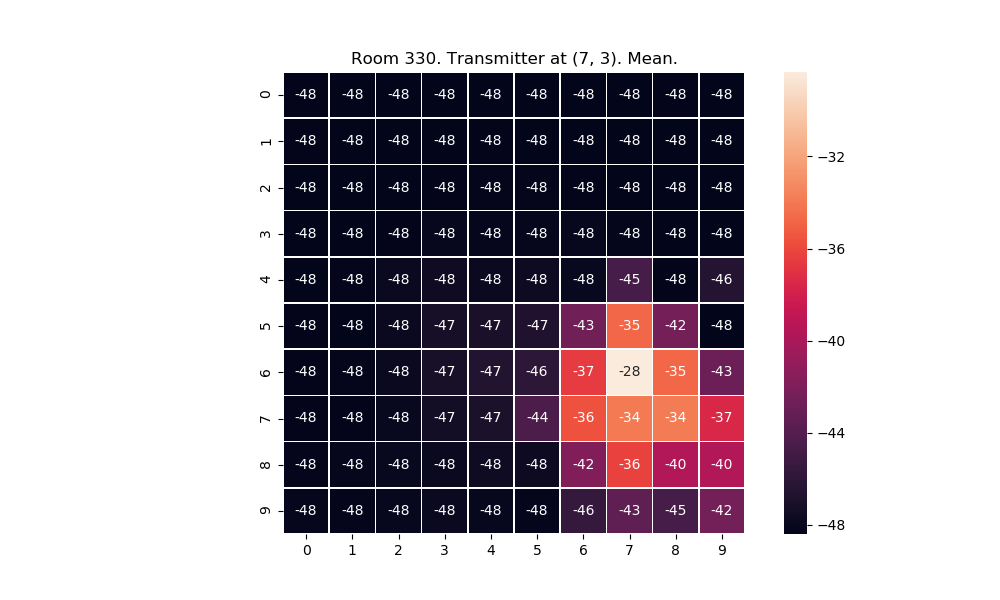 Room 330. Transmitter at (7, 3). Mean.
0 -48 -48 -48 -48 -48 -48 -48 -48 -48 -48
1 -48 -48 -48 -48 -48 -48 -48 -48 -48 -48
−32
2 -48 -48 -48 -48 -48 -48 -48 -48 -48 -48
3 -48 -48 -48 -48 -48 -48 -48 -48 -48 -48
−36
4 -48 -48 -48 -48 -48 -48 -48 -45 -48 -46
5 -48 -48 -48 -47 -47 -47 -43 -35 -42 -48
−40
6 -48 -48 -48 -47 -47 -46 -37 -28 -35 -43
7 -48 -48 -48 -47 -47 -44 -36 -34 -34 -37
−44
8 -48 -48 -48 -48 -48 -48 -42 -36 -40 -40
9 -48 -48 -48 -48 -48 -48 -46 -43 -45 -42
−48
0 1 2 3 4 5 6 7 8 9